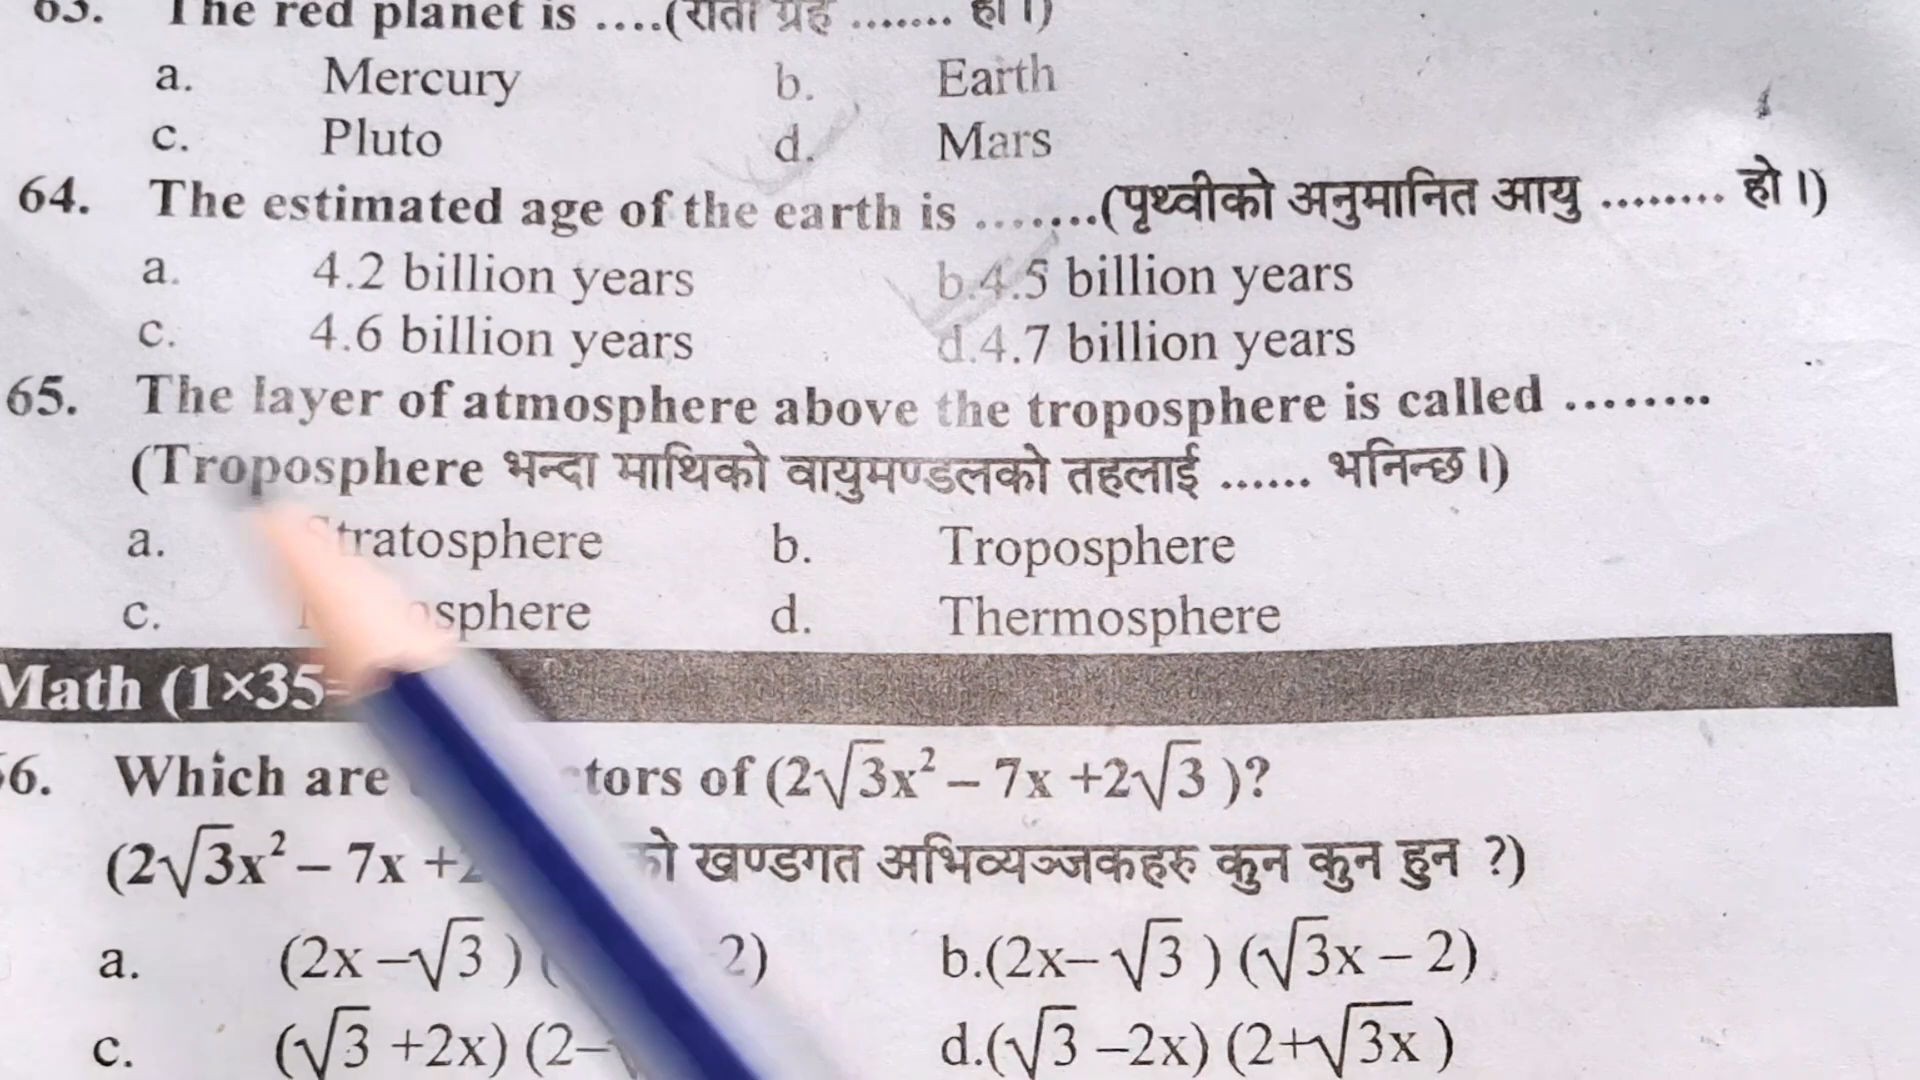 63. The red planet is ....(रातो ग्रह ....... हो ।)
a. Mercury b. Earth
c. Pluto d. Mars
64. The estimated age of the earth is .......(पृथ्वीको अनुमानित आयु ........ हो ।)
a. 4.2 billion years b.4.5 billion years
c. 4.6 billion years d.4.7 billion years
65. The layer of atmosphere above the troposphere is called ........
(Troposphere भन्दा माथिको वायुमण्डलको तहलाई ...... भनिन्छ ।)
a. Stratosphere b. Troposphere
c. d. Thermosphere
Math (1×35
Which are of (2√3x² – 7x +2√3 )?
(2√3x² – 7x + को खण्डगत अभिव्यञ्जकहरु कुन कुन हुन ?)
a. (2x –√3 ) ( 2) b.(2x– √3 ) (√3x – 2)
c. (√3 +2x) (2– d.(√3 –2x) (2+√3x )